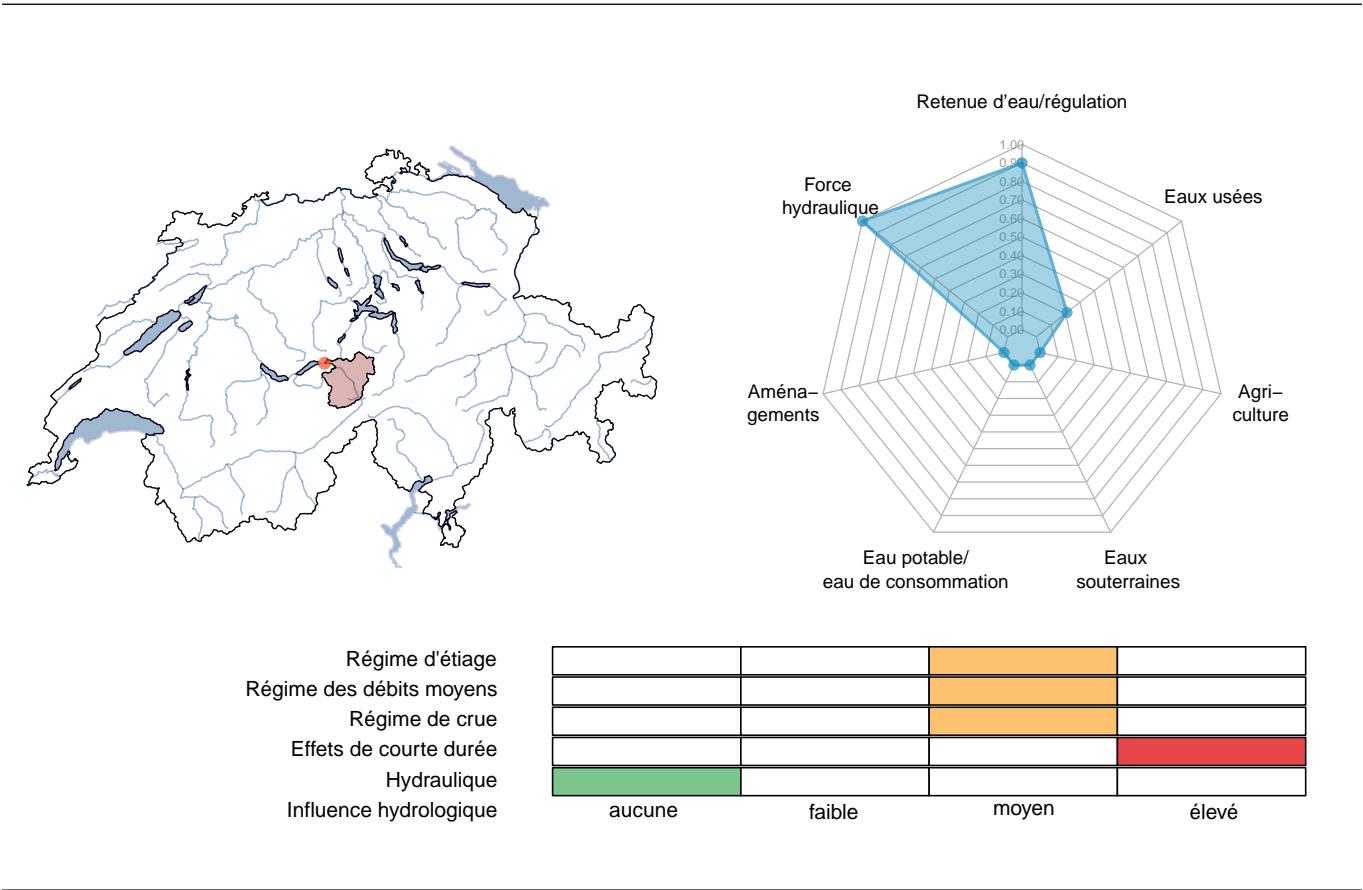 Retenue d'eau/régulation
Force
hydraulique
Eaux usées
1.00
0.90
0.80
0.70
0.60
0.50
0.40
0.30
0.20
0.10
0.00
Aména–
gements
Agri–
culture
Eau potable/
eau de consommation
Eaux
souterraines
Régime d'étiage
Régime des débits moyens
Régime de crue
Effets de courte durée
Hydraulique
Influence hydrologique
aucune
faible
moyen
élevé